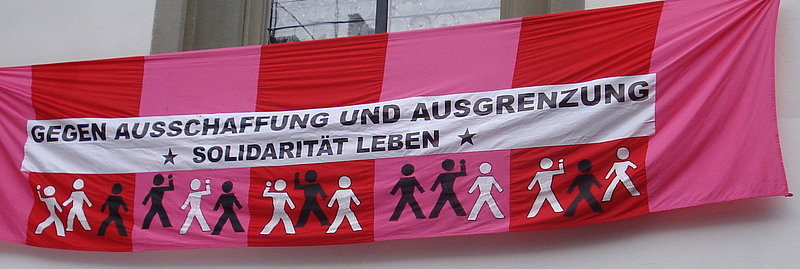 GEGEN AUSSCHAFFUNG UND AUSGRENZUNG
★ SOLIDARITÄT LEBEN ★